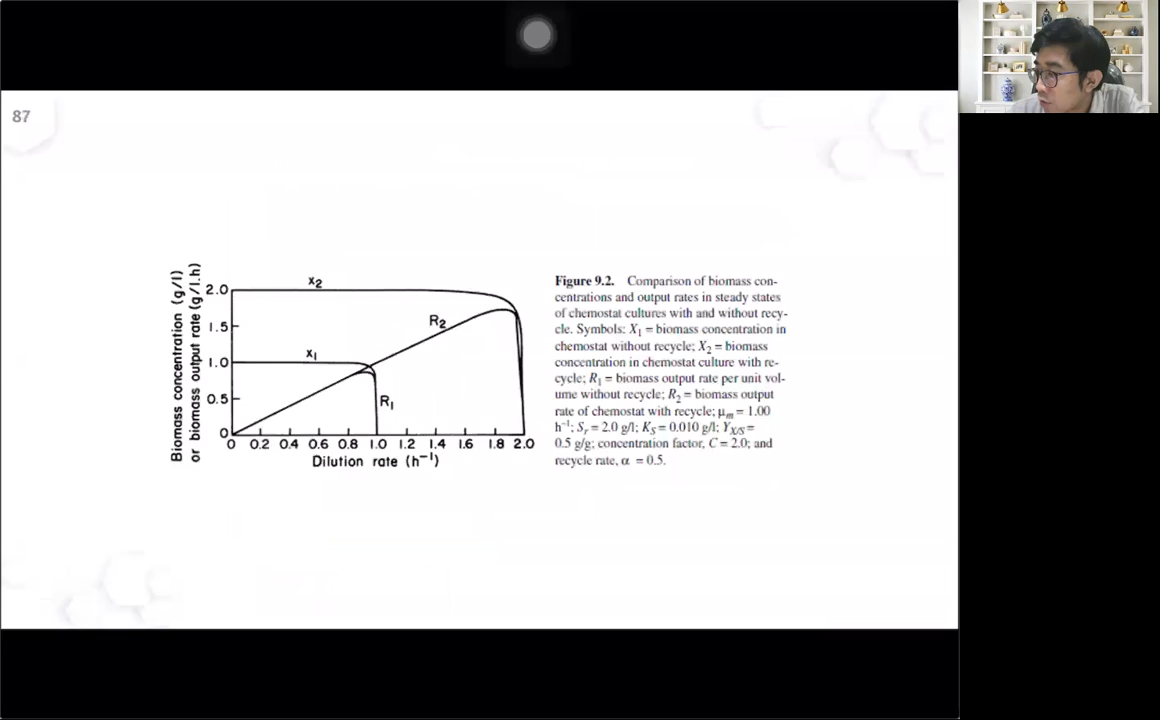 87
Biomass concentration (g/l)
or biomass output rate (g/l.h)
2.0
1.5
1.0
0.5
0
x2
R2
x1
R1
0 0.2 0.4 0.6 0.8 1.0 1.2 1.4 1.6 1.8 2.0
Dilution rate (h⁻¹)
Figure 9.2. Comparison of biomass con-
centrations and output rates in steady states
of chemostat cultures with and without recy-
cle. Symbols: X₁ = biomass concentration in
chemostat without recycle; X₂ = biomass
concentration in chemostat culture with re-
cycle; R₁ = biomass output rate per unit vol-
ume without recycle; R₂ = biomass output
rate of chemostat with recycle; μₘ = 1.00
h⁻¹; Sᵣ = 2.0 g/l; K_S = 0.010 g/l; Y_X/S =
0.5 g/g; concentration factor, C = 2.0; and
recycle rate, α = 0.5.